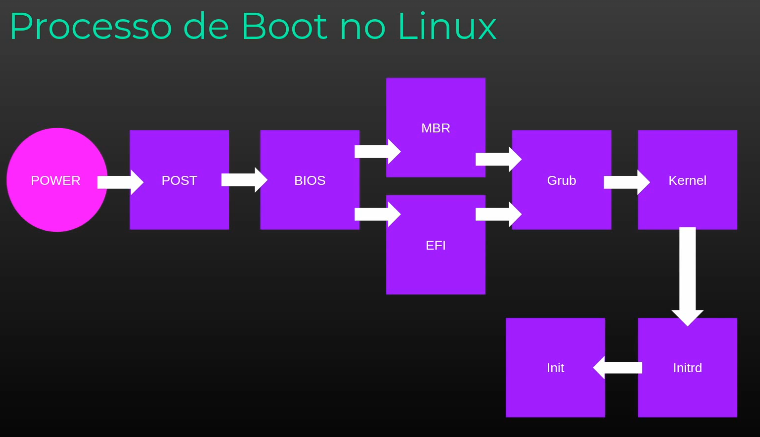 Processo de Boot no Linux
POWER
POST
BIOS
MBR
EFI
Grub
Kernel
Initrd
Init